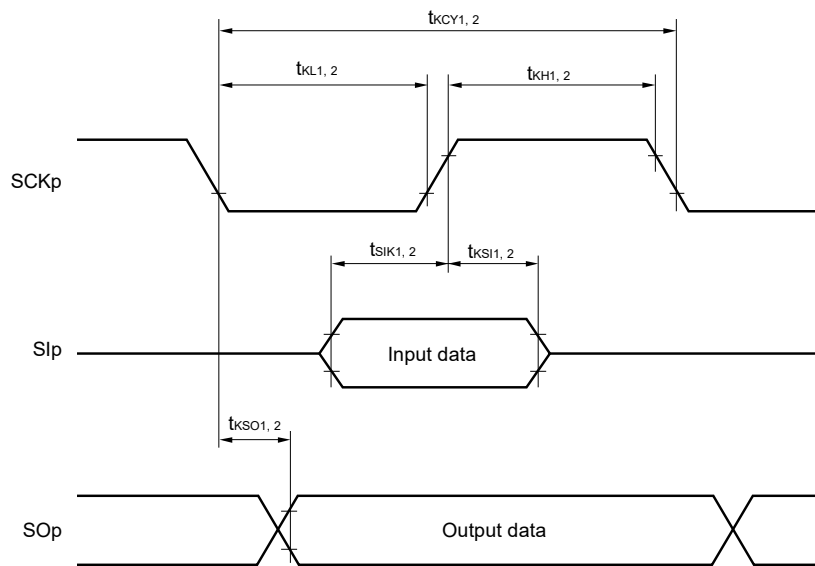 tKCY1, 2
tKL1, 2
tKH1, 2
SCKp
tSIK1, 2
tKSI1, 2
SIp
Input data
tKSO1, 2
SOp
Output data